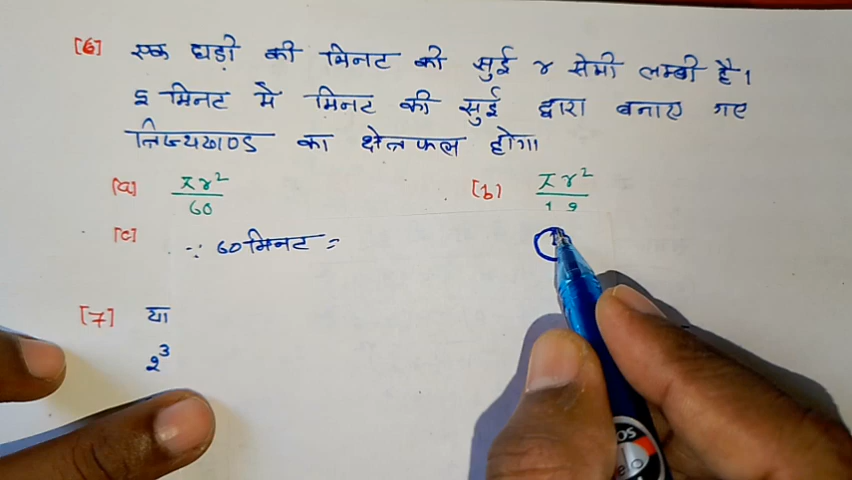 [6] एक घड़ी की मिनट की सुई r सेमी लम्बी है।
5 मिनट में मिनट की सुई द्वारा बनाए गए
त्रिज्यखण्ड का क्षेत्रफल होगा
[a] πr²/60 [b] πr²/12
[c] ∵ 60 मिनट =
[7] या
2³